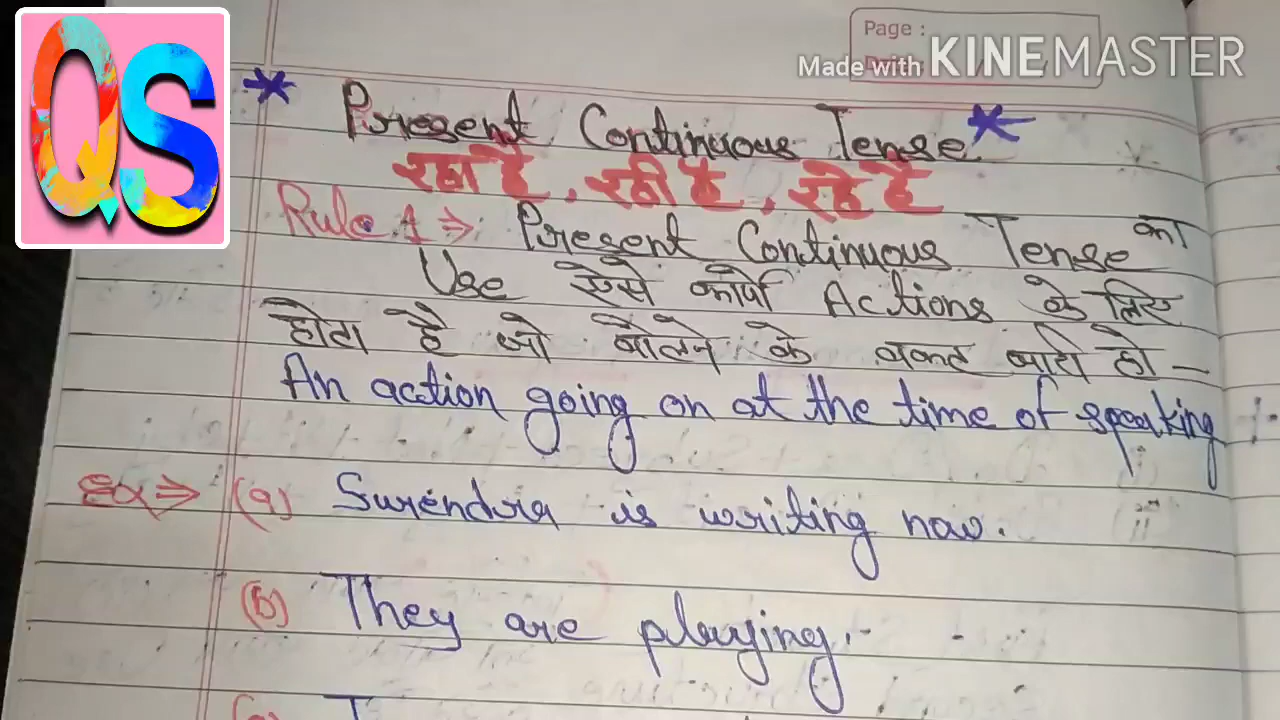 QS
Page :
Made with KINEMASTER
* Present Continuous Tense *
रहा है, रही है, रहे है
Rule 1 ⇒ Present Continuous Tense का
Use ऐसे कार्यो Actions के लिए
होता है जो बोलने के वक्त जारी हो —
An action going on at the time of speaking
Ex ⇒ (a) Surendra is writing now.
(b) They are playing.